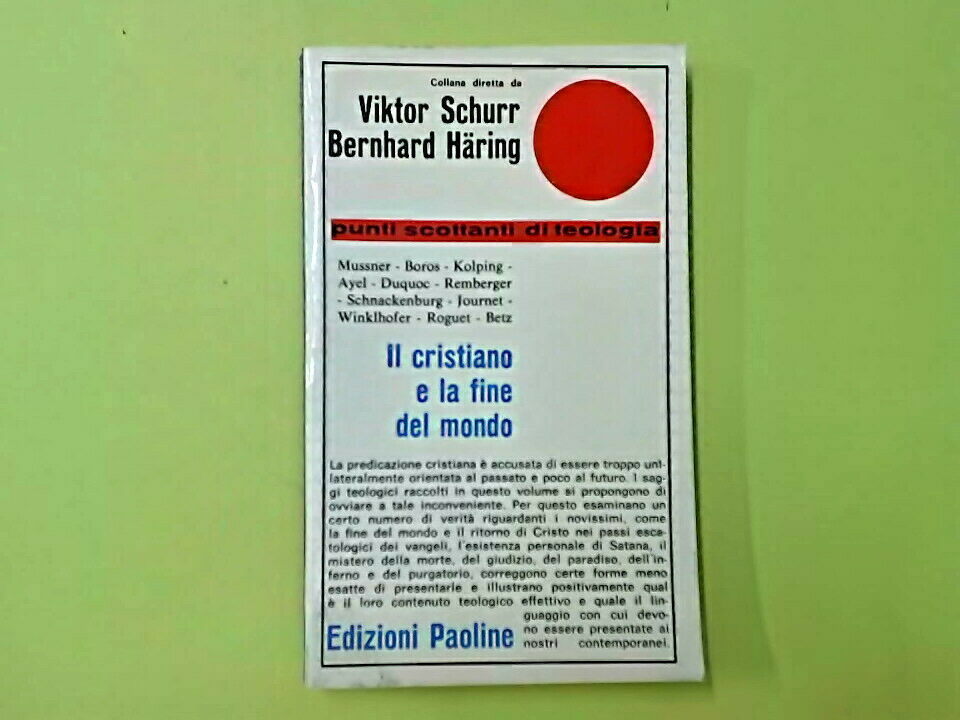 Collana diretta da
Viktor Schurr
Bernhard Häring
punti scottanti di teologia
Mussner - Boros - Kolping -
Ayel - Duquoc - Remberger
- Schnackenburg - Journet -
Winklhofer - Roguet - Betz
Il cristiano
e la fine
del mondo
La predicazione cristiana è accusata di essere troppo uni-
lateralmente orientata al passato e poco al futuro. I sag-
gi teologici raccolti in questo volume si propongono di
ovviare a tale inconveniente. Per questo esaminano un
certo numero di verità riguardanti i novissimi, come
la fine del mondo e il ritorno di Cristo nei passi esca-
tologici dei vangeli, l'esistenza personale di Satana, il
mistero della morte, del giudizio, del paradiso, dell'in-
ferno e del purgatorio, correggono certe forme meno
esatte di presentarle e illustrano positivamente qual
è il loro contenuto teologico effettivo e quale il lin-
guaggio con cui devo-
no essere presentate ai
nostri contemporanei.
Edizioni Paoline